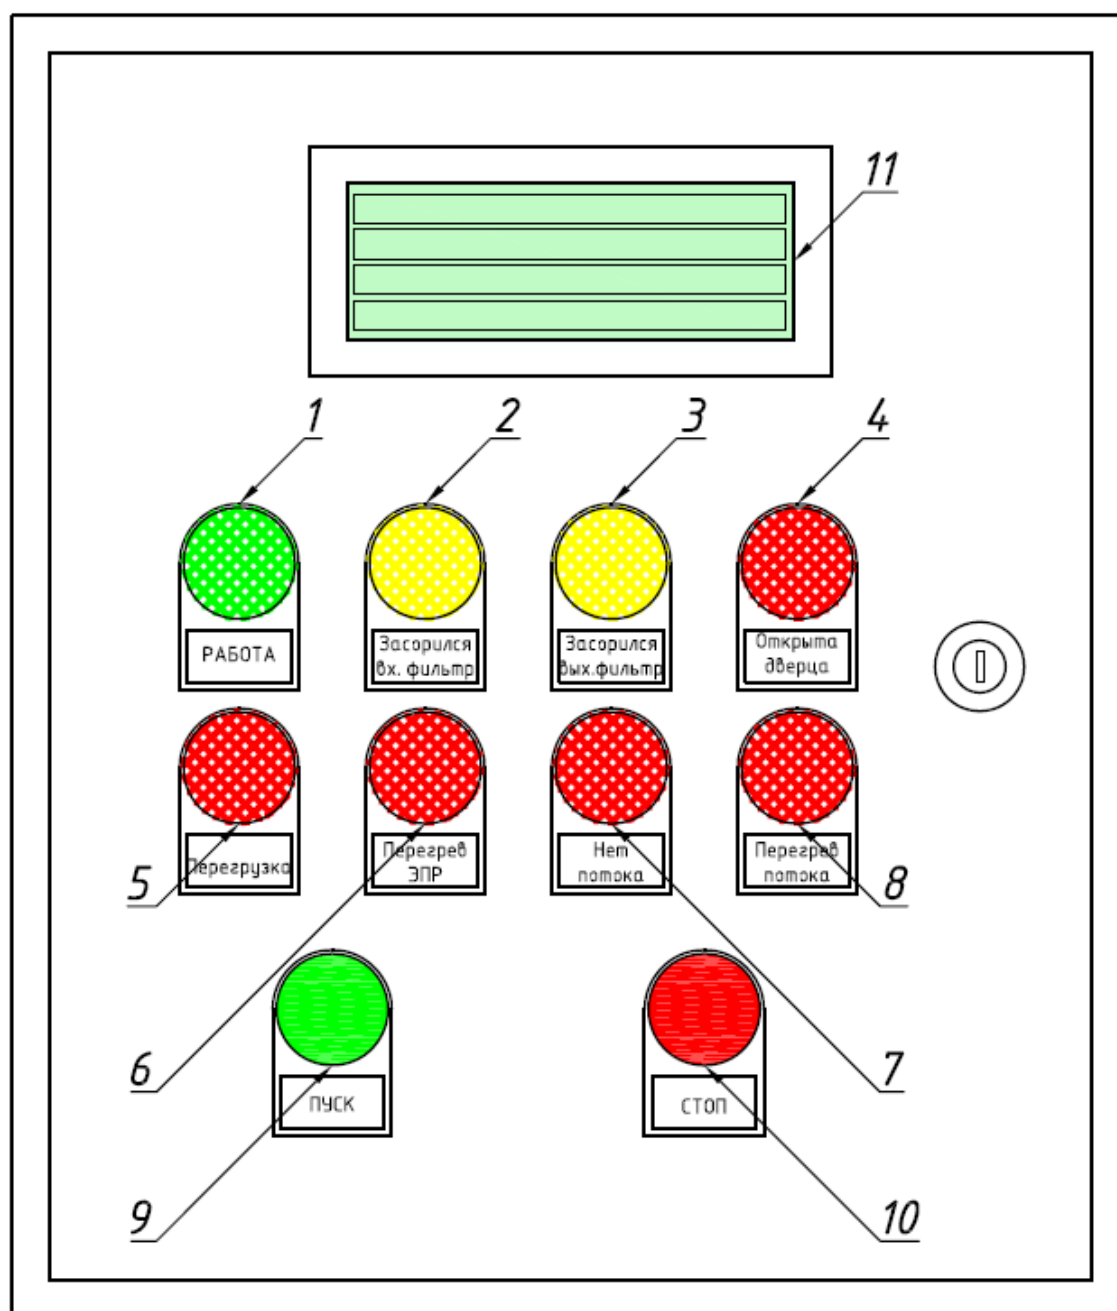 11
1
2
3
4
РАБОТА
Засорился
вх. фильтр
Засорился
вых.фильтр
Открыта
дверца
Перегрузка
Перегрев
ЭПР
Нет
потока
Перегрев
потока
5
8
6
7
ПУСК
СТОП
9
10